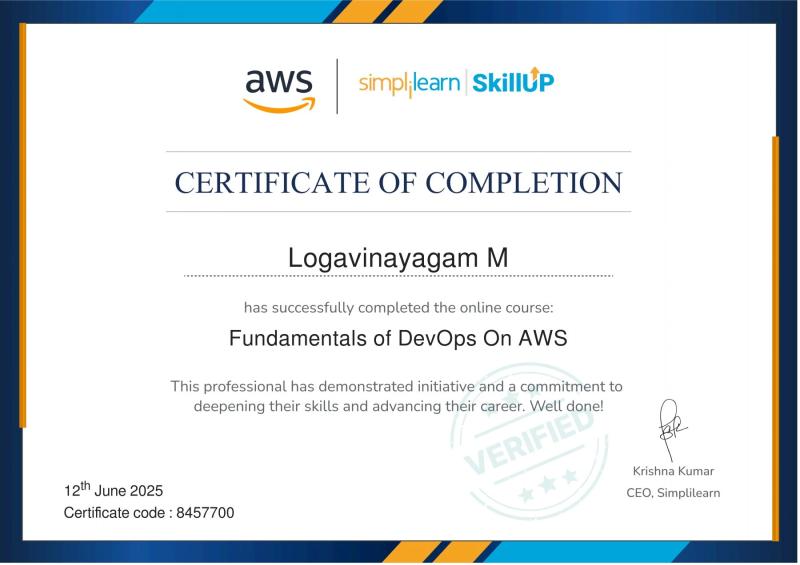 aws
simplilearn | SkillUP
CERTIFICATE OF COMPLETION
Logavinayagam M
has successfully completed the online course:
Fundamentals of DevOps On AWS
This professional has demonstrated initiative and a commitment to
deepening their skills and advancing their career. Well done!
VERIFIED
Krishna Kumar
CEO, Simplilearn
12th June 2025
Certificate code : 8457700